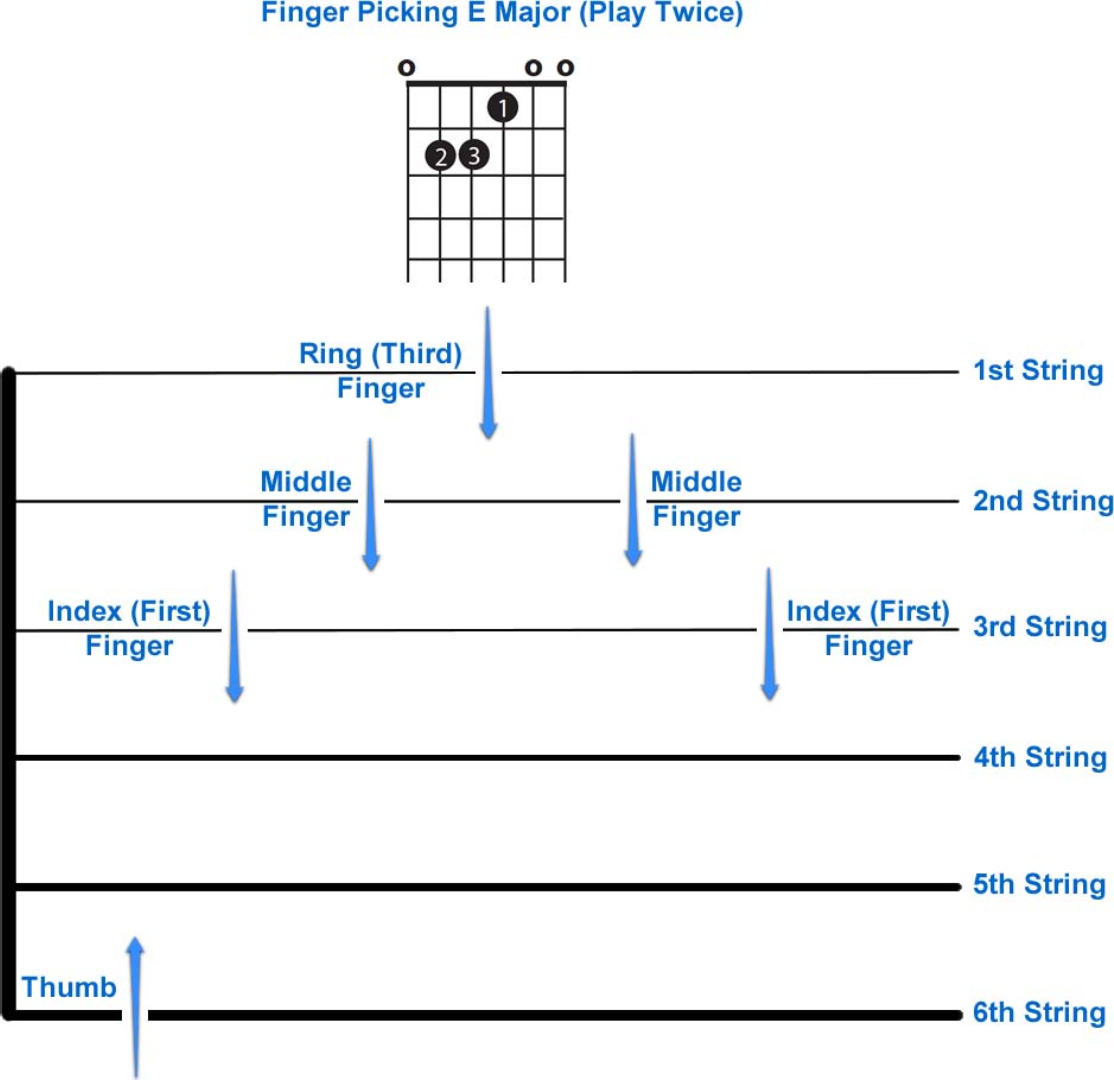 Finger Picking E Major (Play Twice)
o o o
1
2 3
Ring (Third)
Finger
1st String
Middle
Finger
Middle
Finger
2nd String
Index (First)
Finger
Index (First)
Finger
3rd String
4th String
5th String
Thumb
6th String